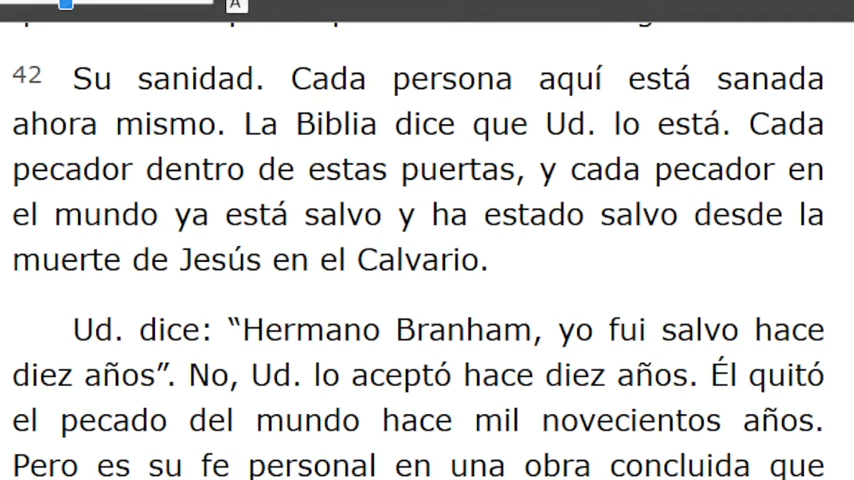 A
42 Su sanidad. Cada persona aquí está sanada
ahora mismo. La Biblia dice que Ud. lo está. Cada
pecador dentro de estas puertas, y cada pecador en
el mundo ya está salvo y ha estado salvo desde la
muerte de Jesús en el Calvario.
Ud. dice: “Hermano Branham, yo fui salvo hace
diez años”. No, Ud. lo aceptó hace diez años. Él quitó
el pecado del mundo hace mil novecientos años.
Pero es su fe personal en una obra concluida que